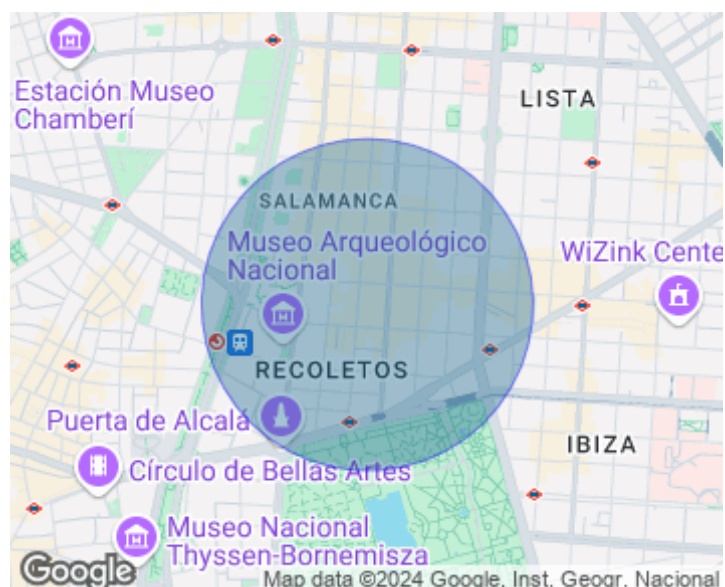 Estación Museo
Chamberí
LISTA
SALAMANCA
Museo Arqueológico
Nacional
WiZink Cente
RECOLETOS
Puerta de Alcalá
IBIZA
Círculo de Bellas Artes
Museo Nacional
Thyssen-Bornemisza
Google
Map data ©2024 Google, Inst. Geogr. Nacional